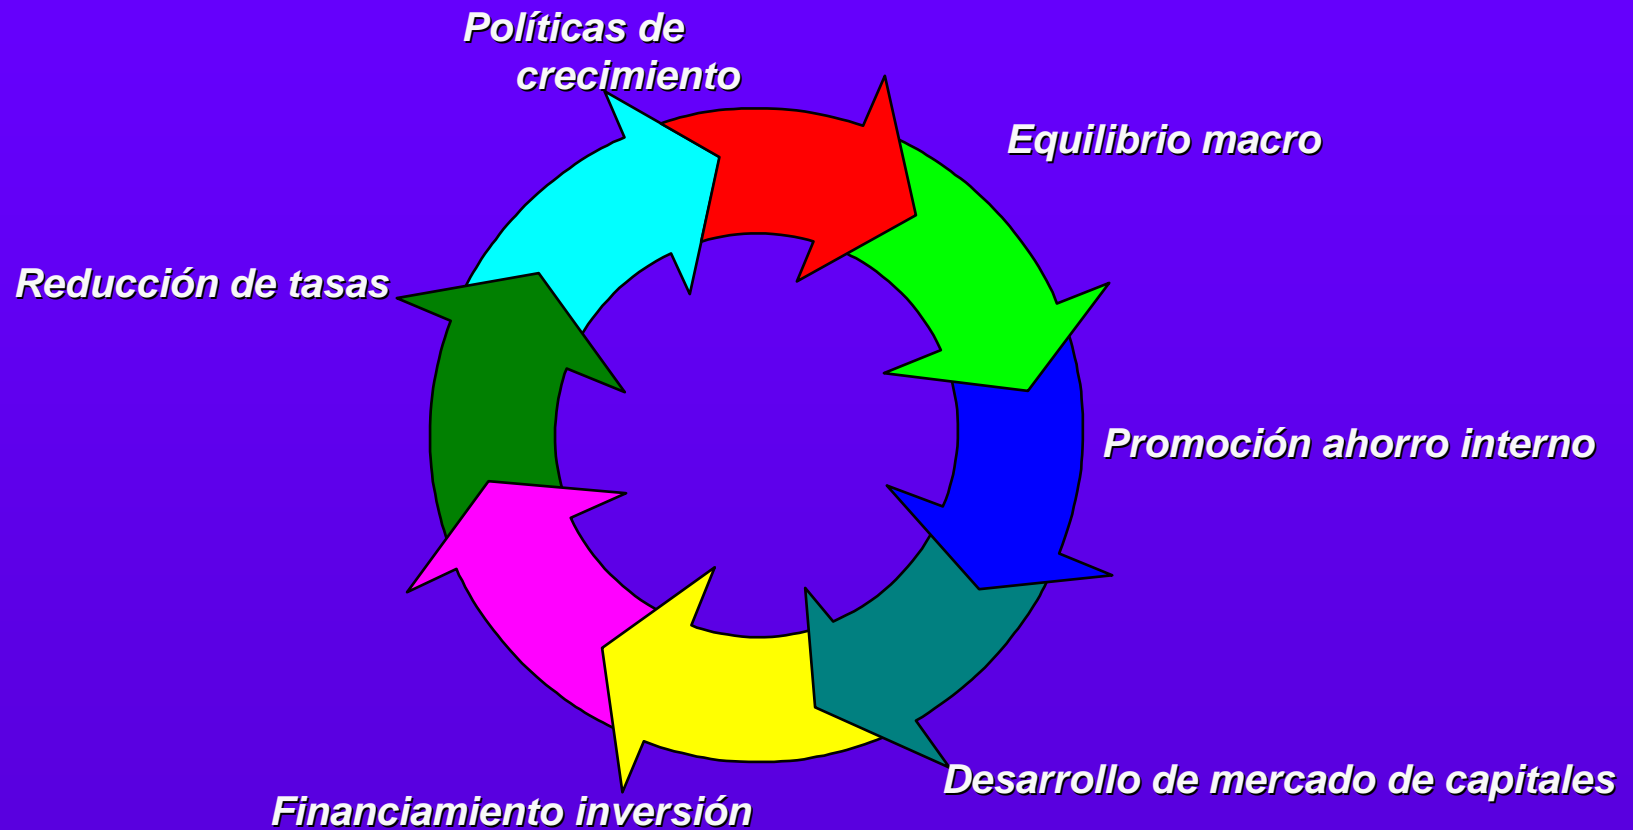 Políticas de
crecimiento
Equilibrio macro
Reducción de tasas
Promoción ahorro interno
Desarrollo de mercado de capitales
Financiamiento inversión